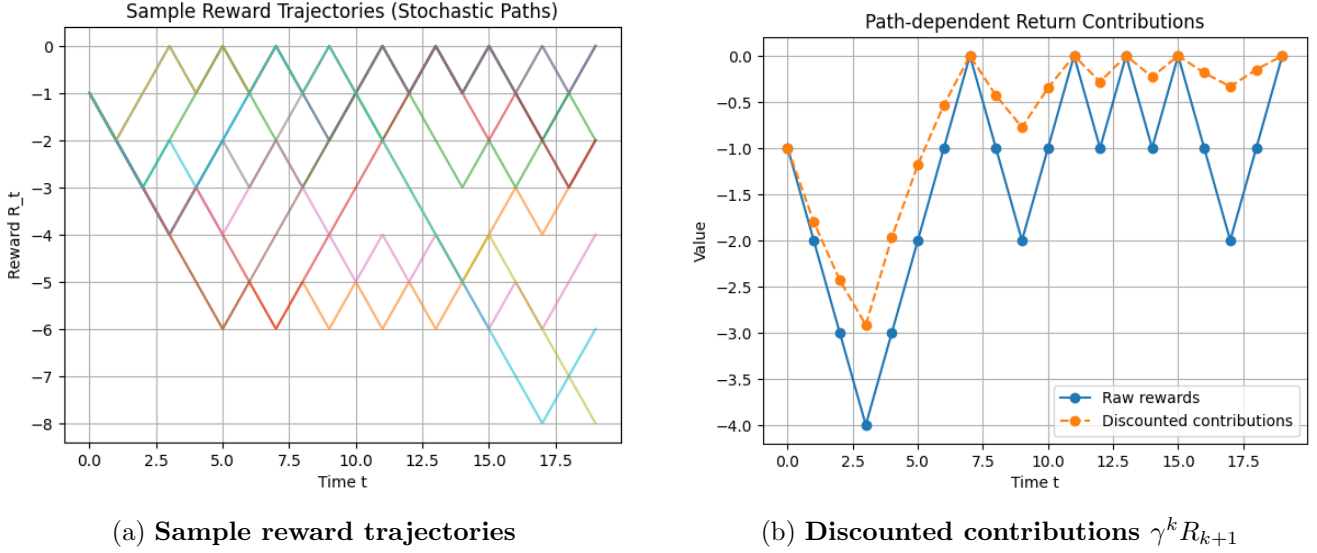 Sample Reward Trajectories (Stochastic Paths)
0
−1
−2
−3
−4
−5
−6
−7
−8
Reward R_t
0.0 2.5 5.0 7.5 10.0 12.5 15.0 17.5
Time t
(a) Sample reward trajectories
Path-dependent Return Contributions
0.0
−0.5
−1.0
−1.5
−2.0
−2.5
−3.0
−3.5
−4.0
Value
Raw rewards
Discounted contributions
0.0 2.5 5.0 7.5 10.0 12.5 15.0 17.5
Time t
(b) Discounted contributions γ^k R_{k+1}